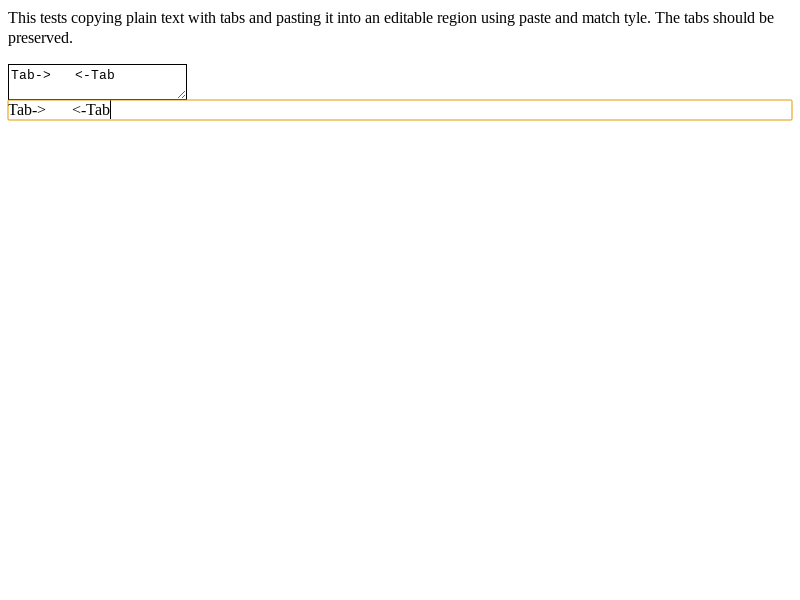 This tests copying plain text with tabs and pasting it into an editable region using paste and match tyle. The tabs should be
preserved.
Tab->	<-Tab
Tab->	<-Tab